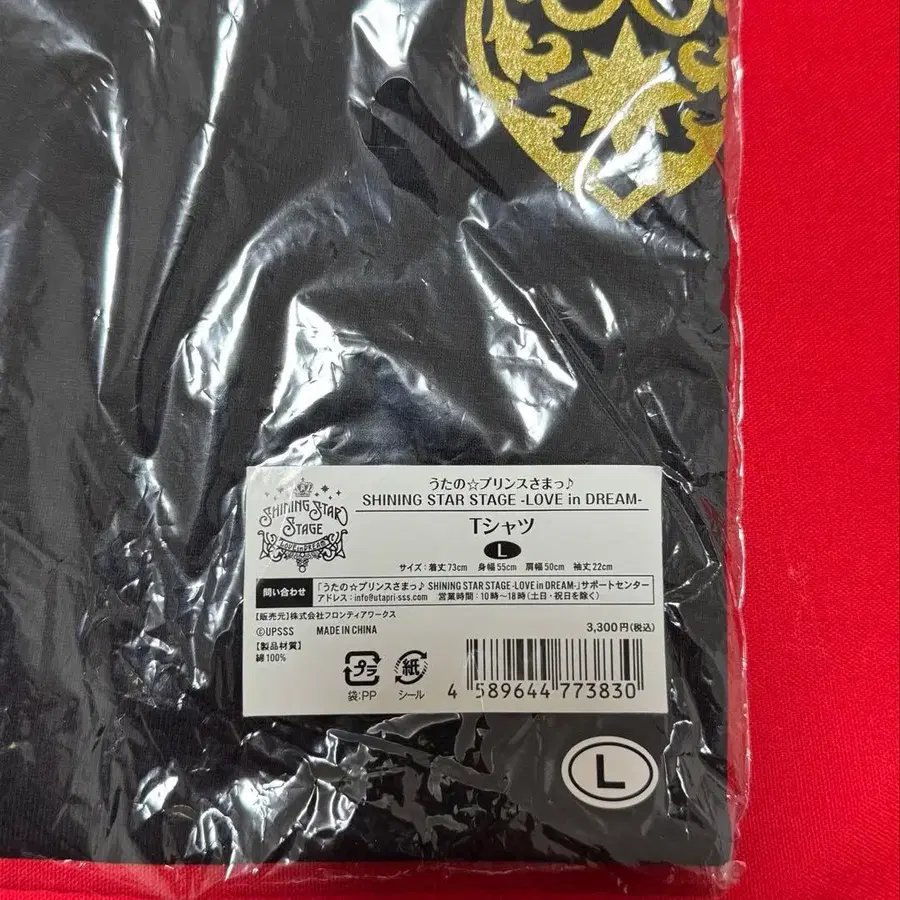 うたの☆プリンスさまっ♪
SHINING STAR STAGE -LOVE in DREAM-
SHINING STAR
STAGE
LOVE in DREAM
Tシャツ
L
サイズ:着丈73cm 身幅55cm 肩幅50cm 袖丈22cm
問い合わせ 「うたの☆プリンスさまっ♪ SHINING STAR STAGE-LOVE in DREAM-」サポートセンター
アドレス:info@utapri-sss.com 営業時間:10時〜18時(土日・祝日を除く)
【販売元】株式会社フロンティアワークス
3,300円(税込)
©UPSSS MADE IN CHINA
【製品材質】
綿100%
プラ 紙
袋:PP シール
4 589644 773830
L